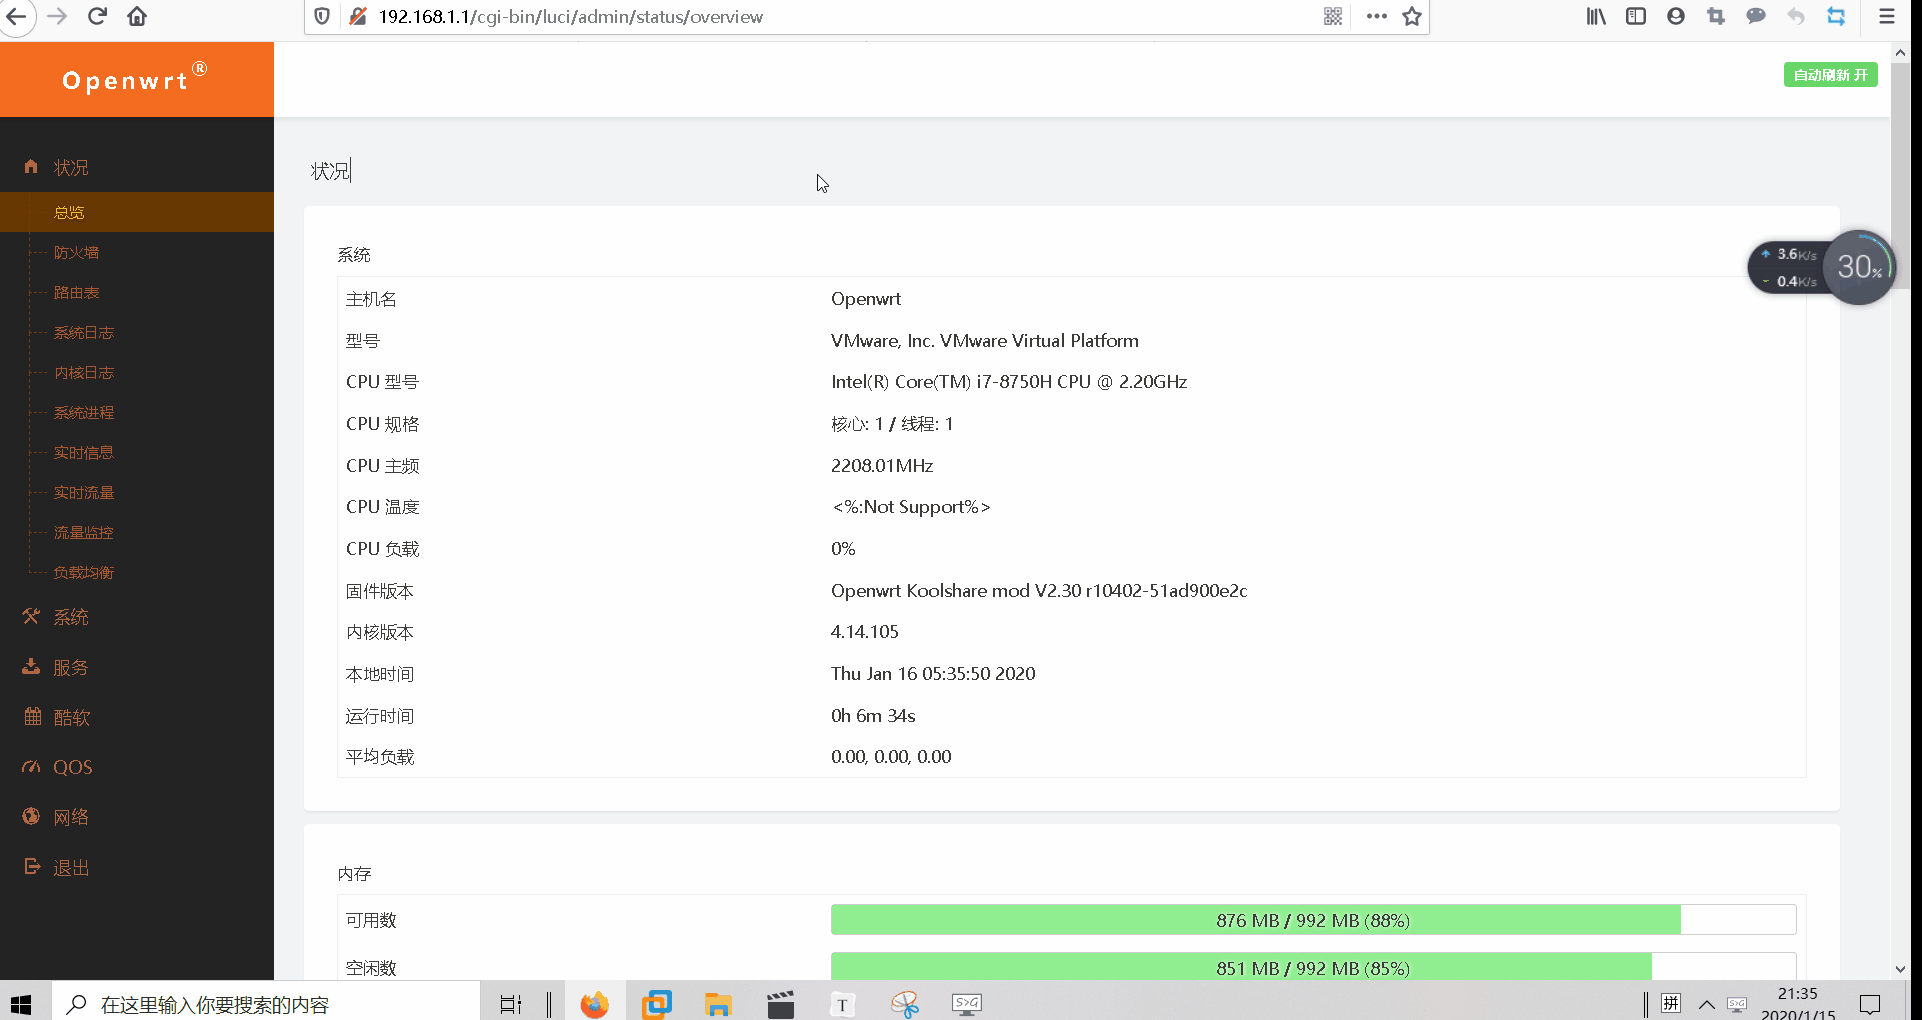 192.168.1.1/cgi-bin/luci/admin/status/overview
Openwrt®
自动刷新 开
状况
总览
防火墙
路由表
系统日志
内核日志
系统进程
实时信息
实时流量
流量监控
负载均衡
系统
服务
酷软
QOS
网络
退出
状况
系统
主机名 Openwrt
型号 VMware, Inc. VMware Virtual Platform
CPU 型号 Intel(R) Core(TM) i7-8750H CPU @ 2.20GHz
CPU 规格 核心: 1 / 线程: 1
CPU 主频 2208.01MHz
CPU 温度 <%:Not Support%>
CPU 负载 0%
固件版本 Openwrt Koolshare mod V2.30 r10402-51ad900e2c
内核版本 4.14.105
本地时间 Thu Jan 16 05:35:50 2020
运行时间 0h 6m 34s
平均负载 0.00, 0.00, 0.00
内存
可用数 876 MB / 992 MB (88%)
空闲数 851 MB / 992 MB (85%)
3.6K/s
0.4K/s
30%
在这里输入你要搜索的内容
T
S>G
拼
S>G
21:35
2020/1/15